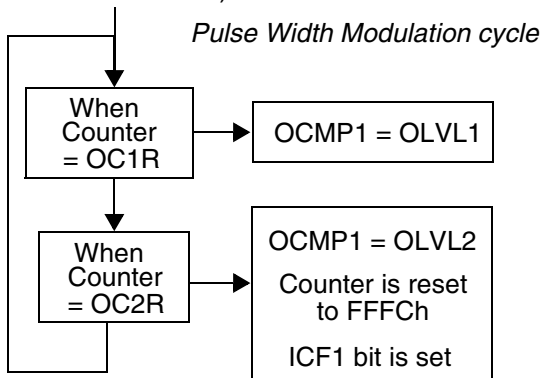 Pulse Width Modulation cycle
When
Counter
= OC1R
OCMP1 = OLVL1
When
Counter
= OC2R
OCMP1 = OLVL2
Counter is reset
to FFFCh
ICF1 bit is set